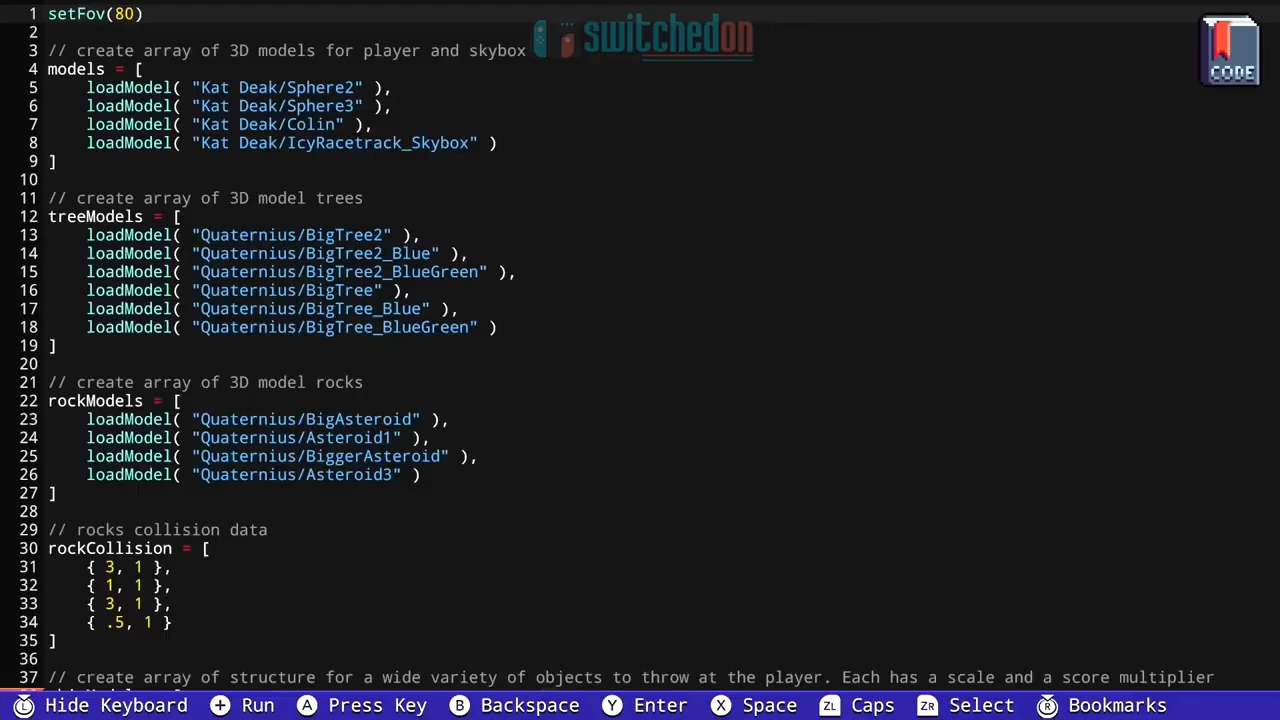 1 setFov(80)
2
3 // create array of 3D models for player and skybox
switchedon
4 models = [
CODE
5 loadModel( "Kat Deak/Sphere2" ),
6 loadModel( "Kat Deak/Sphere3" ),
7 loadModel( "Kat Deak/Colin" ),
8 loadModel( "Kat Deak/IcyRacetrack_Skybox" )
9 ]
10
11 // create array of 3D model trees
12 treeModels = [
13 loadModel( "Quaternius/BigTree2" ),
14 loadModel( "Quaternius/BigTree2_Blue" ),
15 loadModel( "Quaternius/BigTree2_BlueGreen" ),
16 loadModel( "Quaternius/BigTree" ),
17 loadModel( "Quaternius/BigTree_Blue" ),
18 loadModel( "Quaternius/BigTree_BlueGreen" )
19 ]
20
21 // create array of 3D model rocks
22 rockModels = [
23 loadModel( "Quaternius/BigAsteroid" ),
24 loadModel( "Quaternius/Asteroid1" ),
25 loadModel( "Quaternius/BiggerAsteroid" ),
26 loadModel( "Quaternius/Asteroid3" )
27 ]
28
29 // rocks collision data
30 rockCollision = [
31 { 3, 1 },
32 { 1, 1 },
33 { 3, 1 },
34 { .5, 1 }
35 ]
36
37 // create array of structure for a wide variety of objects to throw at the player. Each has a scale and a score multiplier
L Hide Keyboard + Run A Press Key B Backspace Y Enter X Space ZL Caps ZR Select R Bookmarks